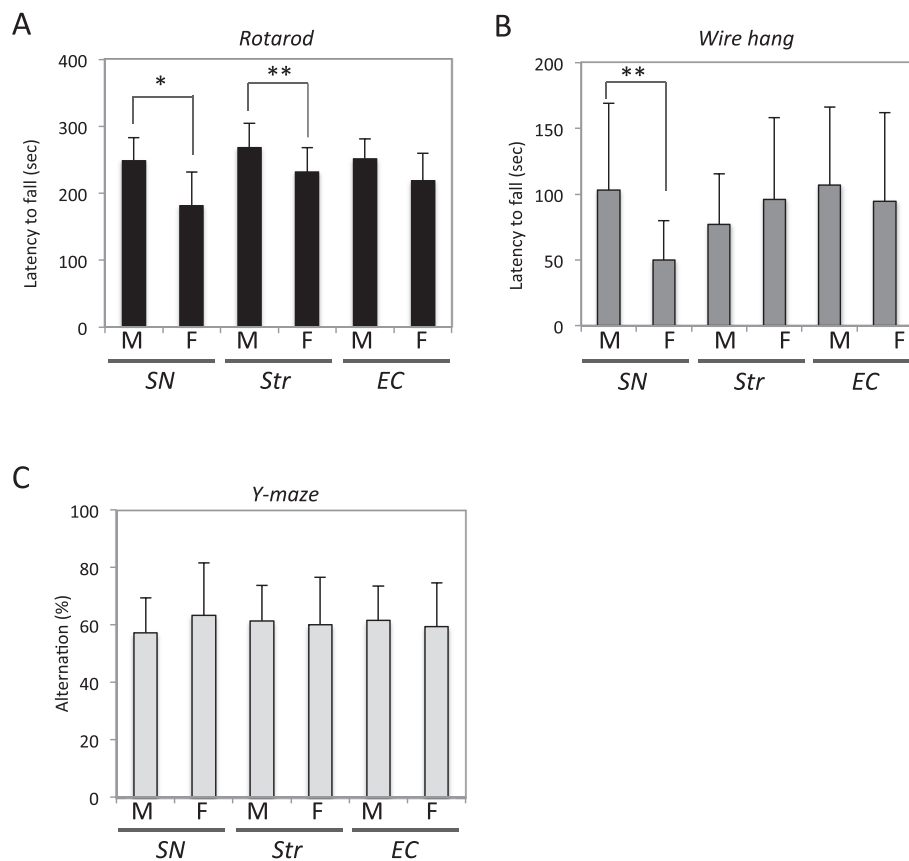 A
Rotarod
Latency to fall (sec)
400
300
200
100
0
*
**
M F M F M F
SN Str EC
B
Wire hang
Latency to fall (sec)
200
150
100
50
0
**
M F M F M F
SN Str EC
C
Y-maze
Alternation (%)
100
80
60
40
20
0
M F M F M F
SN Str EC